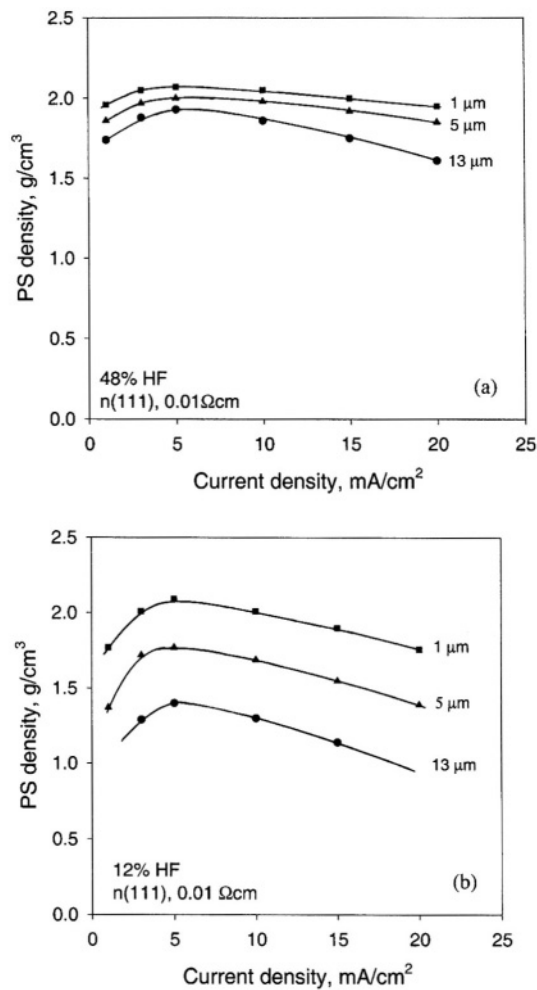 2.5
2.0
1.5
1.0
0.5
0.0
PS density, g/cm³
1 μm
5 μm
13 μm
48% HF
n(111), 0.01Ωcm
(a)
0 5 10 15 20 25
Current density, mA/cm²
2.5
2.0
1.5
1.0
0.5
0.0
PS density, g/cm³
1 μm
5 μm
13 μm
12% HF
n(111), 0.01 Ωcm
(b)
0 5 10 15 20 25
Current density, mA/cm²